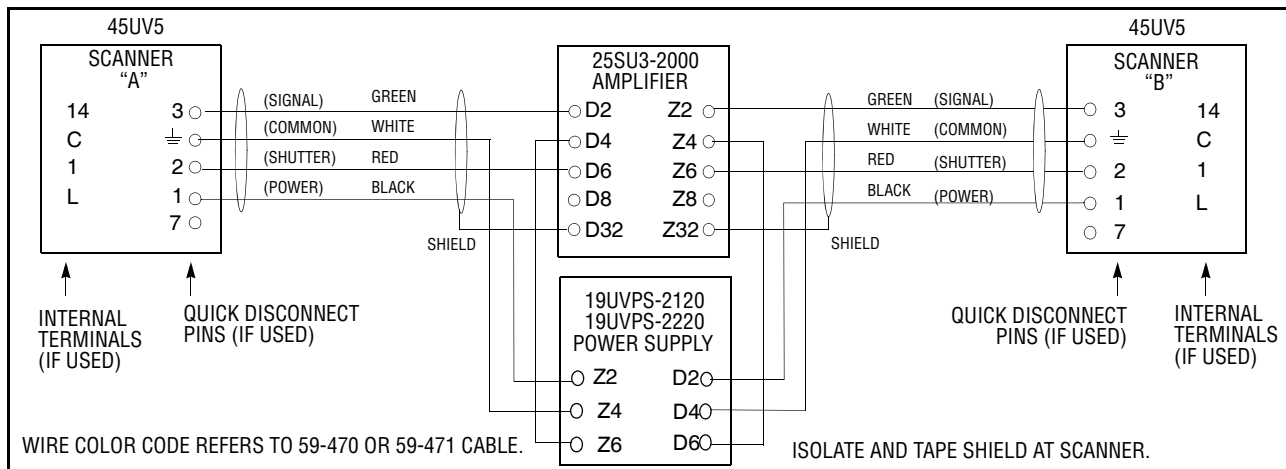 45UV5
SCANNER
“A”
14 3
C
1 2
L 1
7
(SIGNAL) GREEN
(COMMON) WHITE
(SHUTTER) RED
(POWER) BLACK
SHIELD
INTERNAL
TERMINALS
(IF USED)
QUICK DISCONNECT
PINS (IF USED)
25SU3-2000
AMPLIFIER
D2 Z2
D4 Z4
D6 Z6
D8 Z8
D32 Z32
19UVPS-2120
19UVPS-2220
POWER SUPPLY
Z2 D2
Z4 D4
Z6 D6
45UV5
SCANNER
“B”
GREEN (SIGNAL)
WHITE (COMMON)
RED (SHUTTER)
BLACK (POWER)
SHIELD
3 14
C
2 1
1 L
7
QUICK DISCONNECT
PINS (IF USED)
INTERNAL
TERMINALS
(IF USED)
WIRE COLOR CODE REFERS TO 59-470 OR 59-471 CABLE.
ISOLATE AND TAPE SHIELD AT SCANNER.